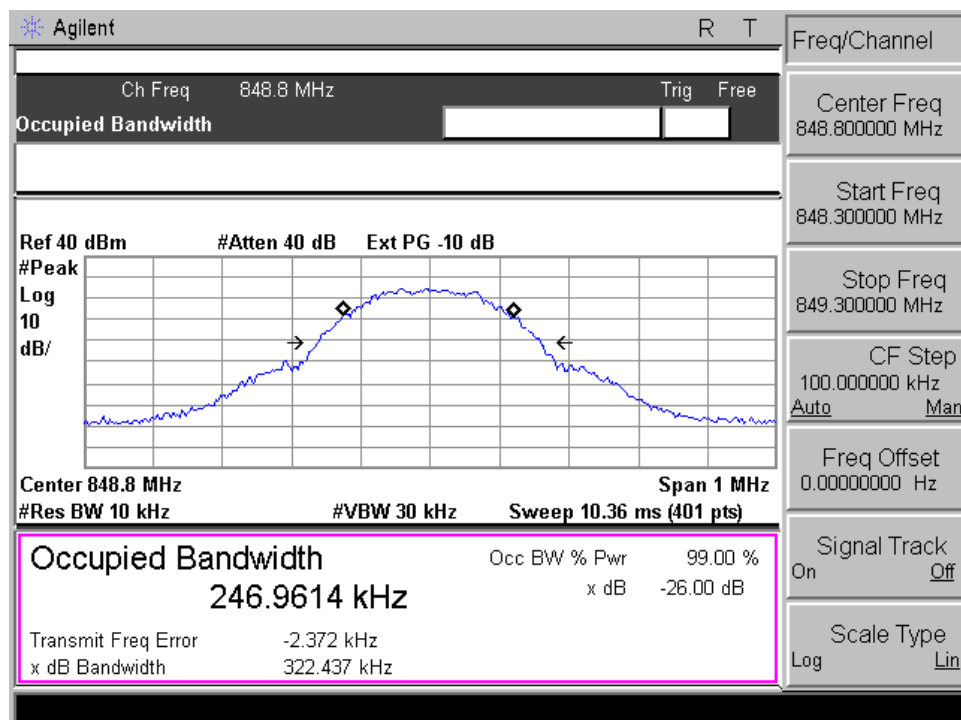 Agilent
R T
Ch Freq 848.8 MHz
Trig Free
Occupied Bandwidth
Ref 40 dBm #Atten 40 dB Ext PG -10 dB
#Peak
Log
10
dB/
Center 848.8 MHz
Span 1 MHz
#Res BW 10 kHz #VBW 30 kHz Sweep 10.36 ms (401 pts)
Occupied Bandwidth
246.9614 kHz
Occ BW % Pwr 99.00 %
x dB -26.00 dB
Transmit Freq Error -2.372 kHz
x dB Bandwidth 322.437 kHz
Freq/Channel
Center Freq
848.800000 MHz
Start Freq
848.300000 MHz
Stop Freq
849.300000 MHz
CF Step
100.000000 kHz
Auto Man
Freq Offset
0.00000000 Hz
Signal Track
On Off
Scale Type
Log Lin